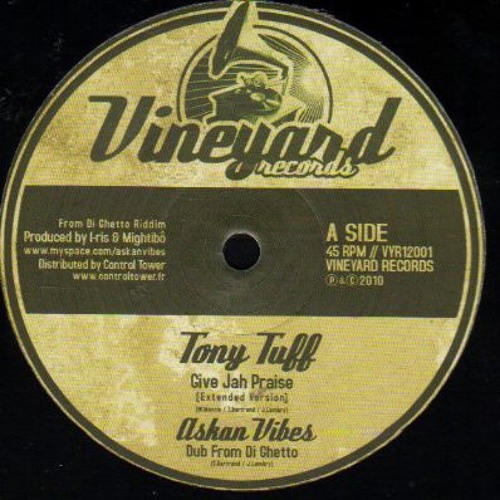 Vineyard
records
From Di Ghetto Riddim
Produced by I-ris & Mightibô
www.myspace.com/askanvibes
Distributed by Control Tower
www.controltower.fr
A SIDE
45 RPM // VYR12001
VINEYARD RECORDS
Ⓟ & © 2010
Tony Tuff
Give Jah Praise
[Extended Version]
Askan Vibes
Dub From Di Ghetto